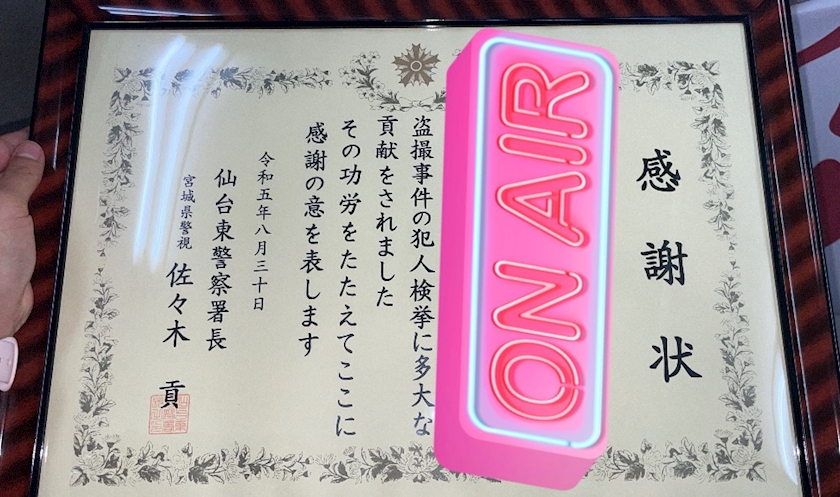 感謝状
ON AIR
盗撮事件の犯人検挙に多大な
貢献をされました
その功労をたたえてここに
感謝の意を表します
令和五年八月三十日
仙台東警察署長
宮城県警視 佐々木 貢